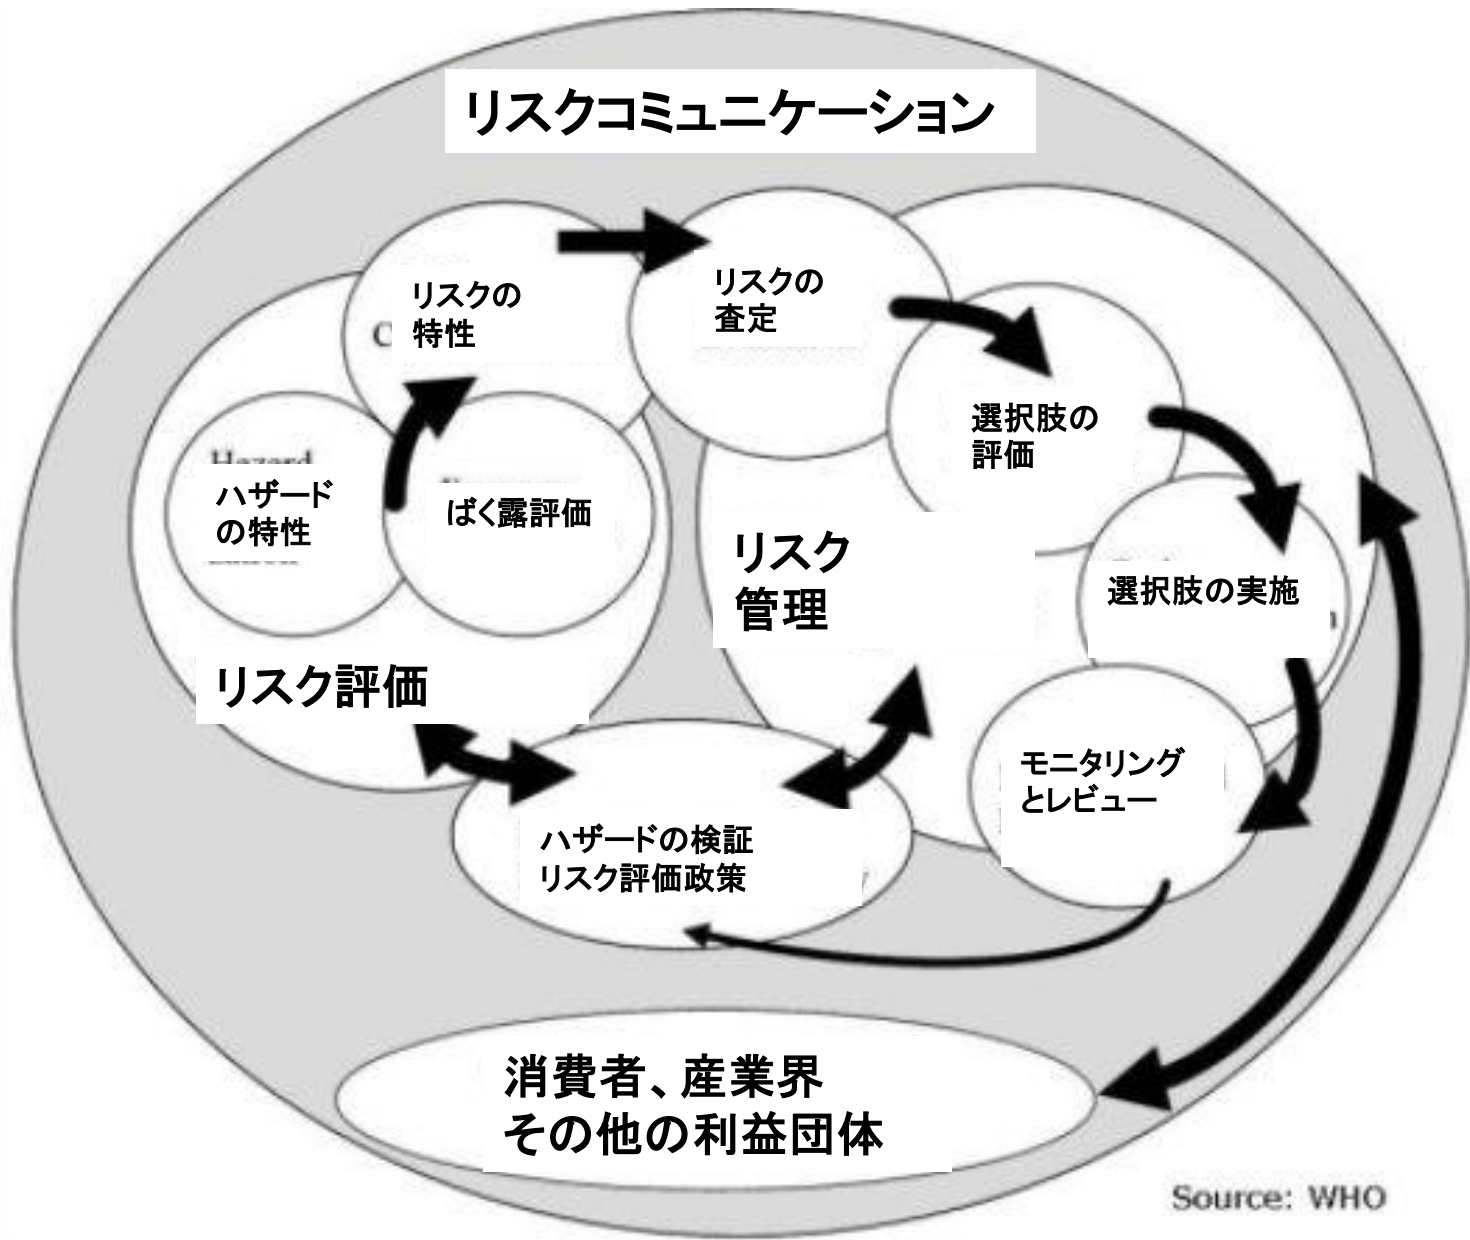 リスクコミュニケーション
リスクの
特性
リスクの
査定
選択肢の
評価
Hazard
ハザード
の特性
ばく露評価
リスク
管理
選択肢の実施
リスク評価
モニタリング
とレビュー
ハザードの検証
リスク評価政策
消費者、産業界
その他の利益団体
Source: WHO